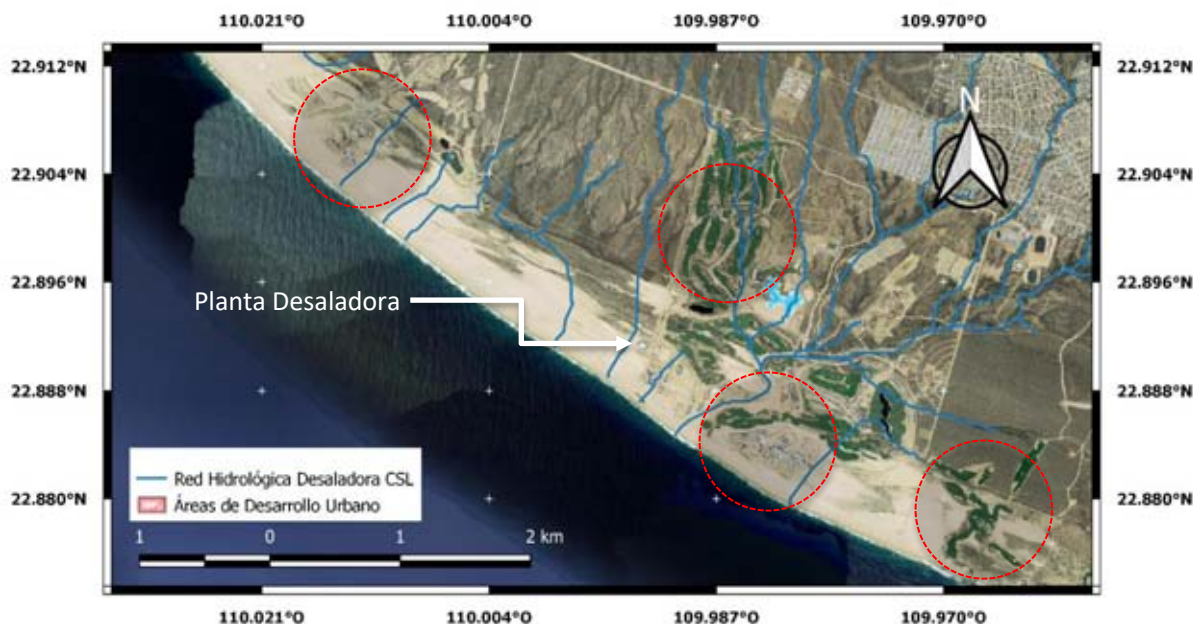 110.021°O 110.004°O 109.987°O 109.970°O
22.912°N 22.912°N
N
22.904°N 22.904°N
22.896°N 22.896°N
Planta Desaladora
22.888°N 22.888°N
Red Hidrológica Desaladora CSL
22.880°N 22.880°N
Áreas de Desarrollo Urbano
1 0 1 2 km
110.021°O 110.004°O 109.987°O 109.970°O